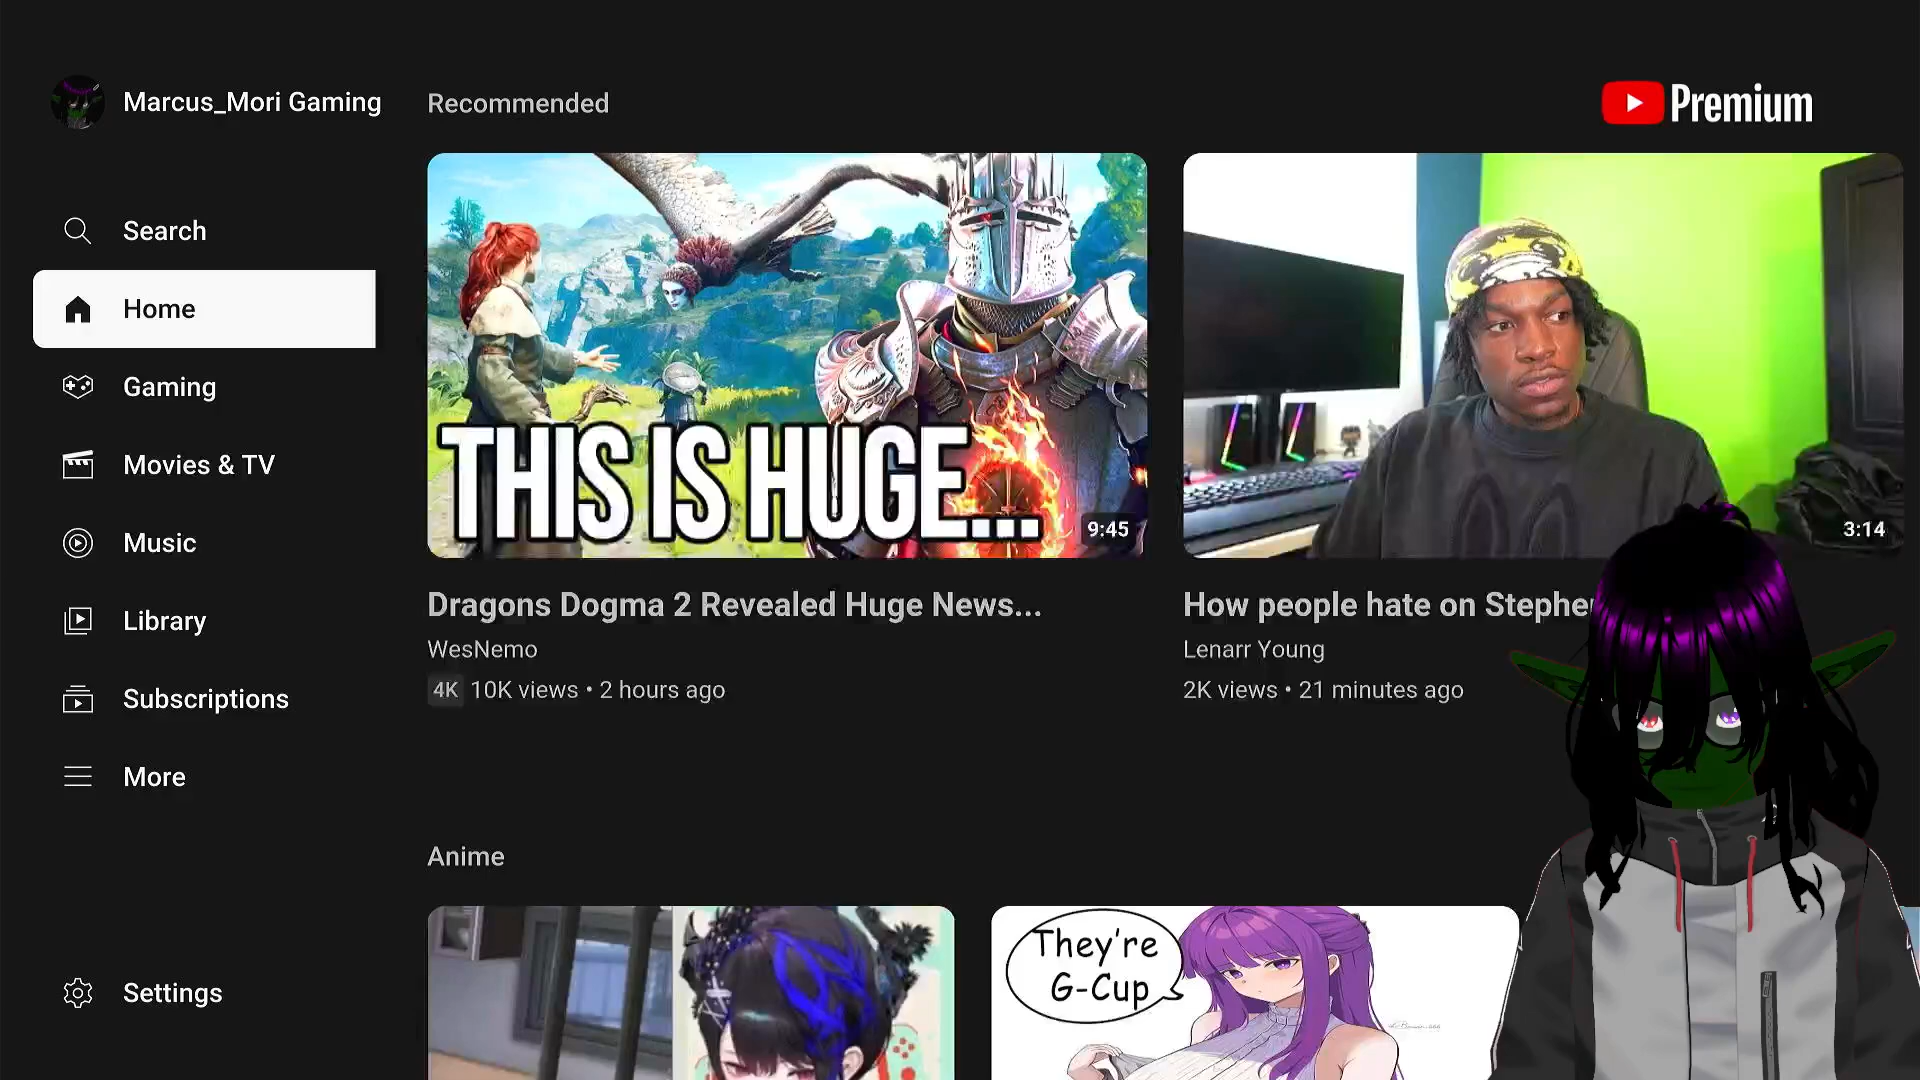 Marcus_Mori Gaming
Search
Home
Gaming
Movies & TV
Music
Library
Subscriptions
More
Settings
Recommended
Premium
THIS IS HUGE...
9:45
Dragons Dogma 2 Revealed Huge News...
WesNemo
4K 10K views • 2 hours ago
3:14
How people hate on
Lenarr Young
2K views • 21 minutes ago
Anime
They're
G-Cup